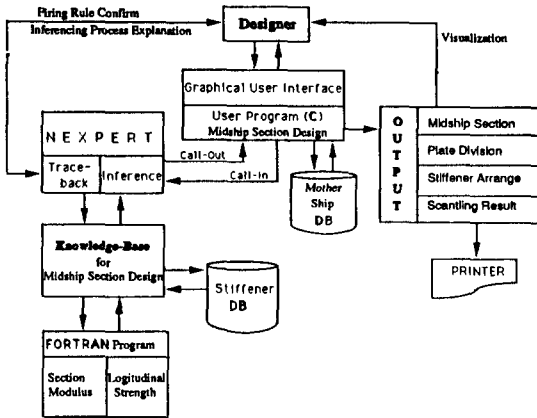 Piring Rule Confirm
Inferencing Process Explanation
Designer
Visualization
Graphical User Interface
User Program (C)
Midship Section Design
NEXPERT
Trace-
back
Inference
Call-Out
Call-In
Mother
Ship
DB
OUTPUT
Midship Section
Plate Division
Stiffener Arrange
Scantling Result
PRINTER
Knowledge-Base
for
Midship Section Design
Stiffener
DB
FORTRAN Program
Section
Modulus
Logitudinal
Strength